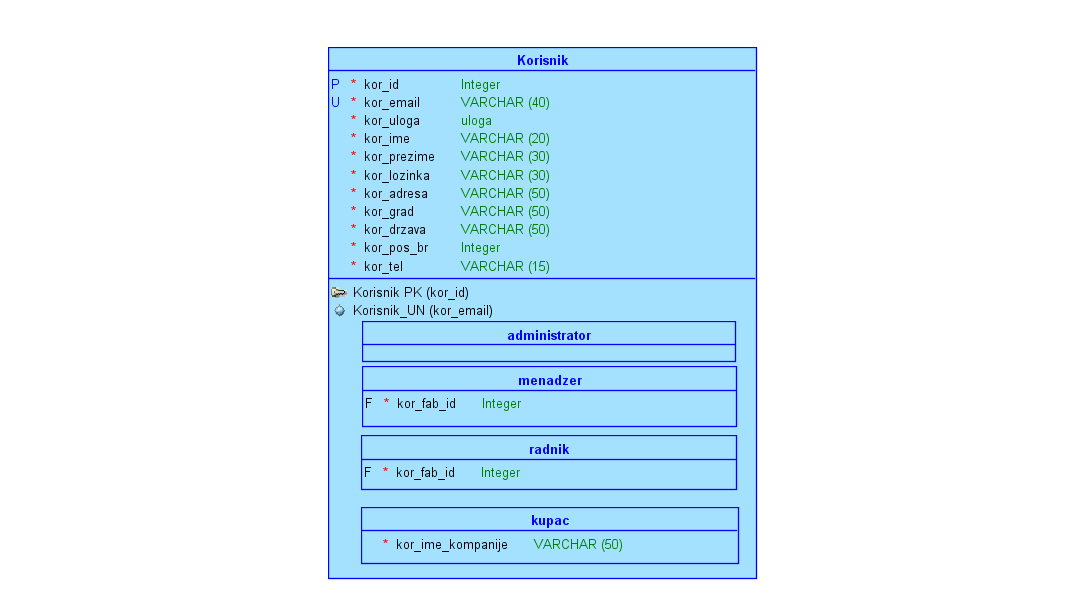 Korisnik
P * kor_id Integer
U * kor_email VARCHAR (40)
* kor_uloga uloga
* kor_ime VARCHAR (20)
* kor_prezime VARCHAR (30)
* kor_lozinka VARCHAR (30)
* kor_adresa VARCHAR (50)
* kor_grad VARCHAR (50)
* kor_drzava VARCHAR (50)
* kor_pos_br Integer
* kor_tel VARCHAR (15)
Korisnik PK (kor_id)
Korisnik_UN (kor_email)
administrator
menadzer
F * kor_fab_id Integer
radnik
F * kor_fab_id Integer
kupac
* kor_ime_kompanije VARCHAR (50)